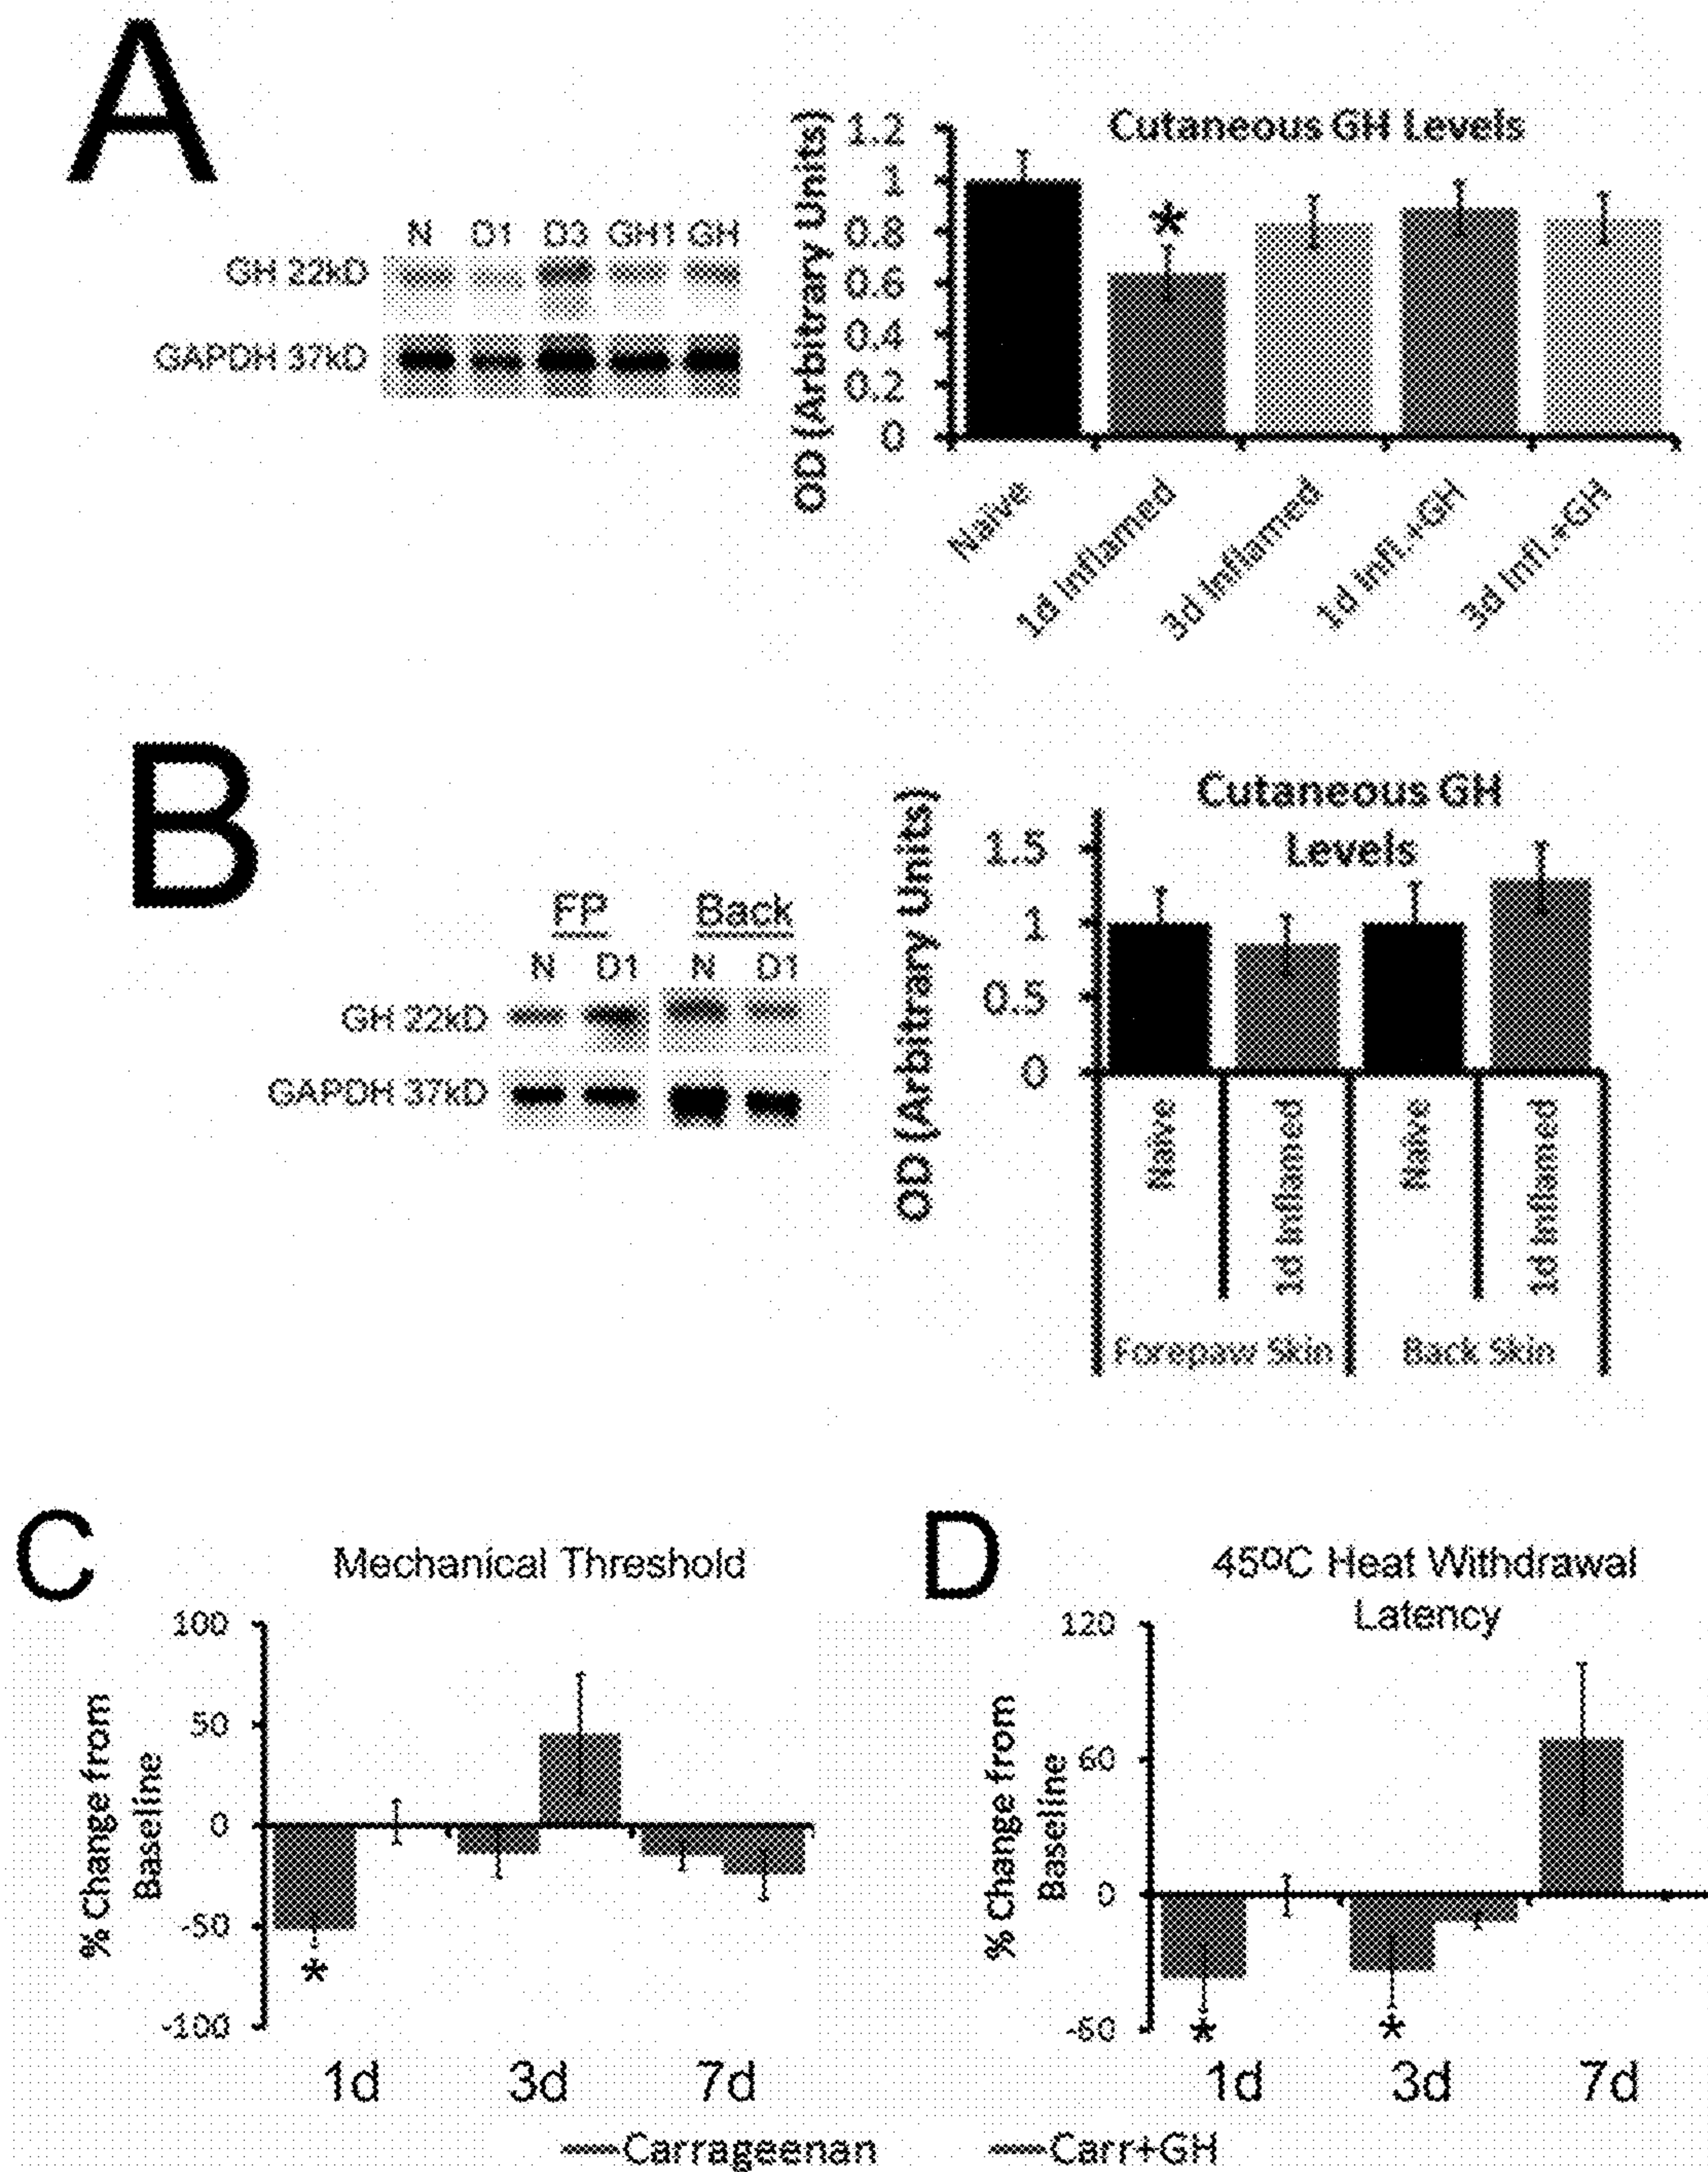 A
N D1 D3 GH1 GH
GH 22kD
GAPDH 37kD
Cutaneous GH Levels
OD (Arbitrary Units)
1.2
1
0.8
0.6
0.4
0.2
0
*
Naive
1d Inflamed
3d Inflamed
1d Infl.+GH
3d Infl.+GH
B
FP Back
N D1 N D1
GH 22kD
GAPDH 37kD
Cutaneous GH
Levels
OD (Arbitrary Units)
1.5
1
0.5
0
Naive
1d Inflamed
Naive
1d Inflamed
Forepaw Skin
Back Skin
C
Mechanical Threshold
% Change from
Baseline
100
50
0
-50
-100
*
1d 3d 7d
D
45ºC Heat Withdrawal
Latency
% Change from
Baseline
120
60
0
-60
* *
1d 3d 7d
Carrageenan Carr+GH